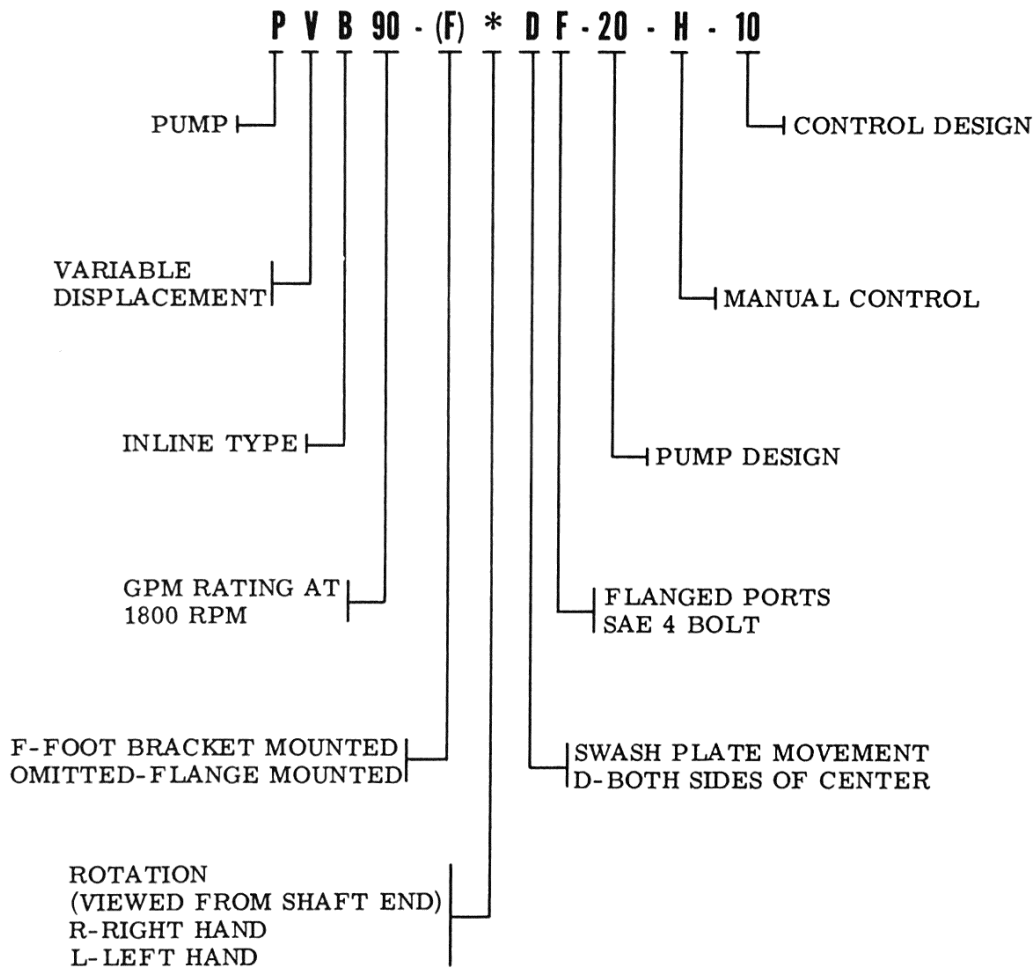 P V B 90 - (F) * D F - 20 - H - 10
PUMP
CONTROL DESIGN
VARIABLE
DISPLACEMENT
MANUAL CONTROL
INLINE TYPE
PUMP DESIGN
GPM RATING AT
1800 RPM
FLANGED PORTS
SAE 4 BOLT
F-FOOT BRACKET MOUNTED
OMITTED-FLANGE MOUNTED
SWASH PLATE MOVEMENT
D-BOTH SIDES OF CENTER
ROTATION
(VIEWED FROM SHAFT END)
R-RIGHT HAND
L-LEFT HAND